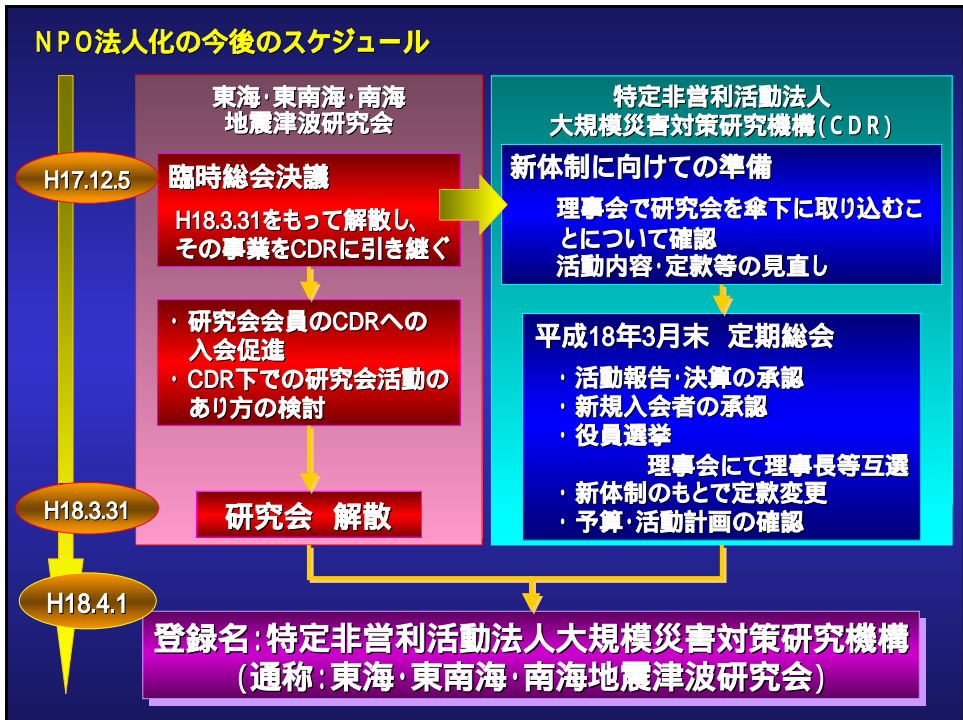 NPO法人化の今後のスケジュール
東海・東南海・南海
地震津波研究会
特定非営利活動法人
大規模災害対策研究機構(CDR)
H17.12.5
臨時総会決議
H18.3.31をもって解散し、
その事業をCDRに引き継ぐ
新体制に向けての準備
理事会で研究会を傘下に取り込むこ
とについて確認
活動内容・定款等の見直し
・研究会会員のCDRへの
入会促進
・CDR下での研究会活動の
あり方の検討
平成18年3月末 定期総会
・活動報告・決算の承認
・新規入会者の承認
・役員選挙
理事会にて理事長等互選
・新体制のもとで定款変更
・予算・活動計画の確認
H18.3.31
研究会 解散
H18.4.1
登録名:特定非営利活動法人大規模災害対策研究機構
(通称:東海・東南海・南海地震津波研究会)